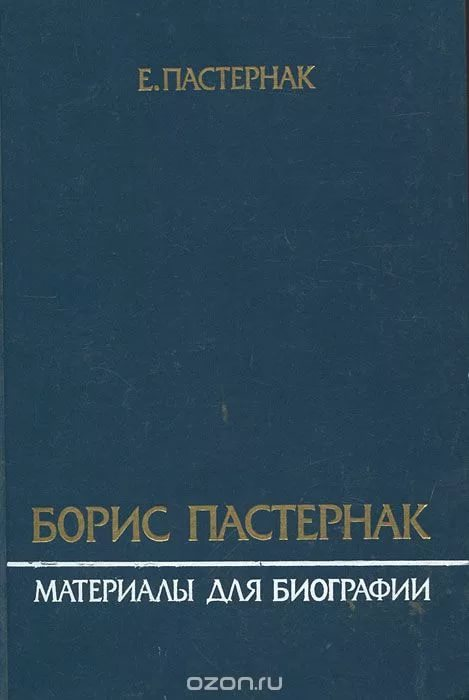 Е. ПАСТЕРНАК
БОРИС ПАСТЕРНАК
МАТЕРИАЛЫ ДЛЯ БИОГРАФИИ
ozon.ru